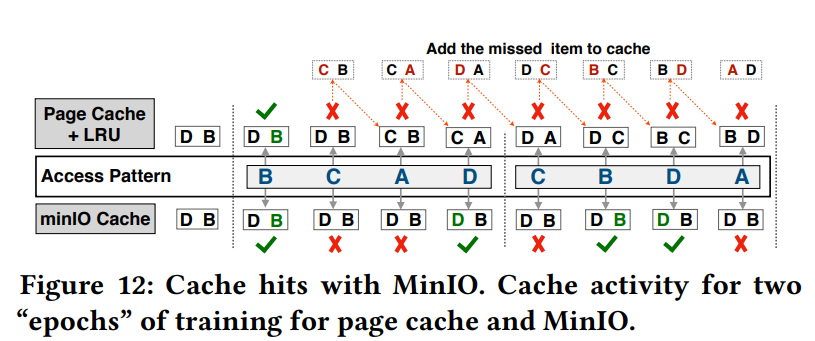 Add the missed item to cache
C B C A D A D C B C B D A D
Page Cache
+ LRU
D B D B D B C B C A D A D C B C B D
Access Pattern
B C A D C B D A
minIO Cache
D B D B D B D B D B D B D B D B D B
Figure 12: Cache hits with MinIO. Cache activity for two
“epochs” of training for page cache and MinIO.